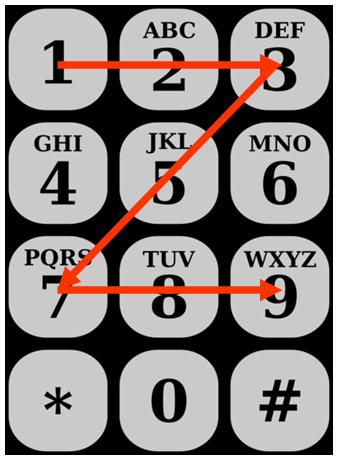 ABC DEF
1 2 3
GHI JKL MNO
4 5 6
PQRS TUV WXYZ
7 8 9
* 0 #